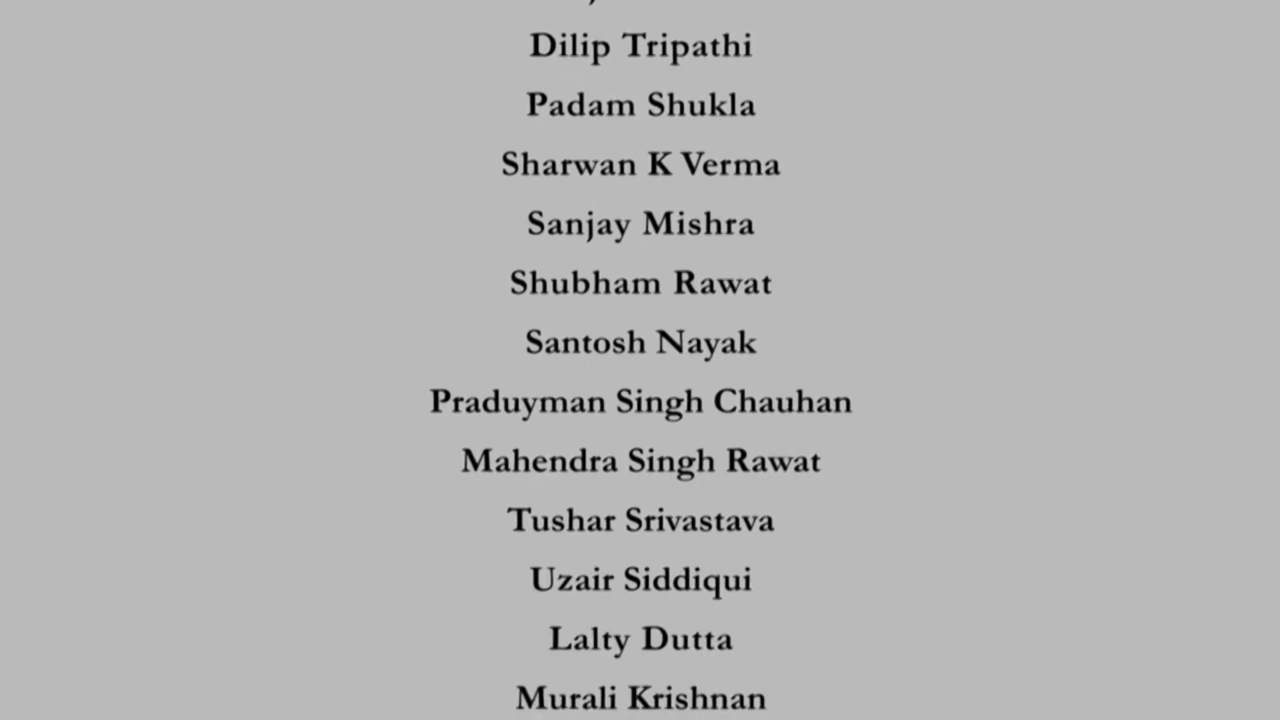 Dilip Tripathi
Padam Shukla
Sharwan K Verma
Sanjay Mishra
Shubham Rawat
Santosh Nayak
Praduyman Singh Chauhan
Mahendra Singh Rawat
Tushar Srivastava
Uzair Siddiqui
Lalty Dutta
Murali Krishnan